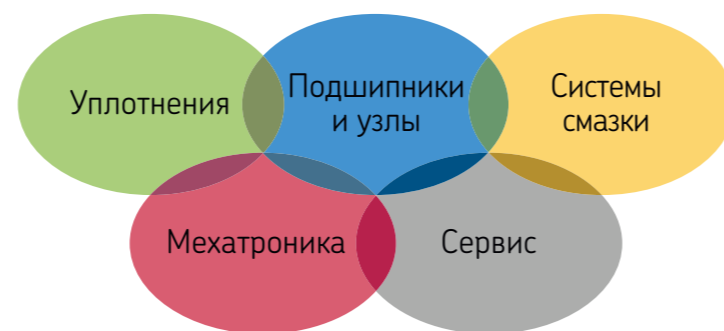 Уплотнения
Подшипники
и узлы
Системы
смазки
Мехатроника
Сервис